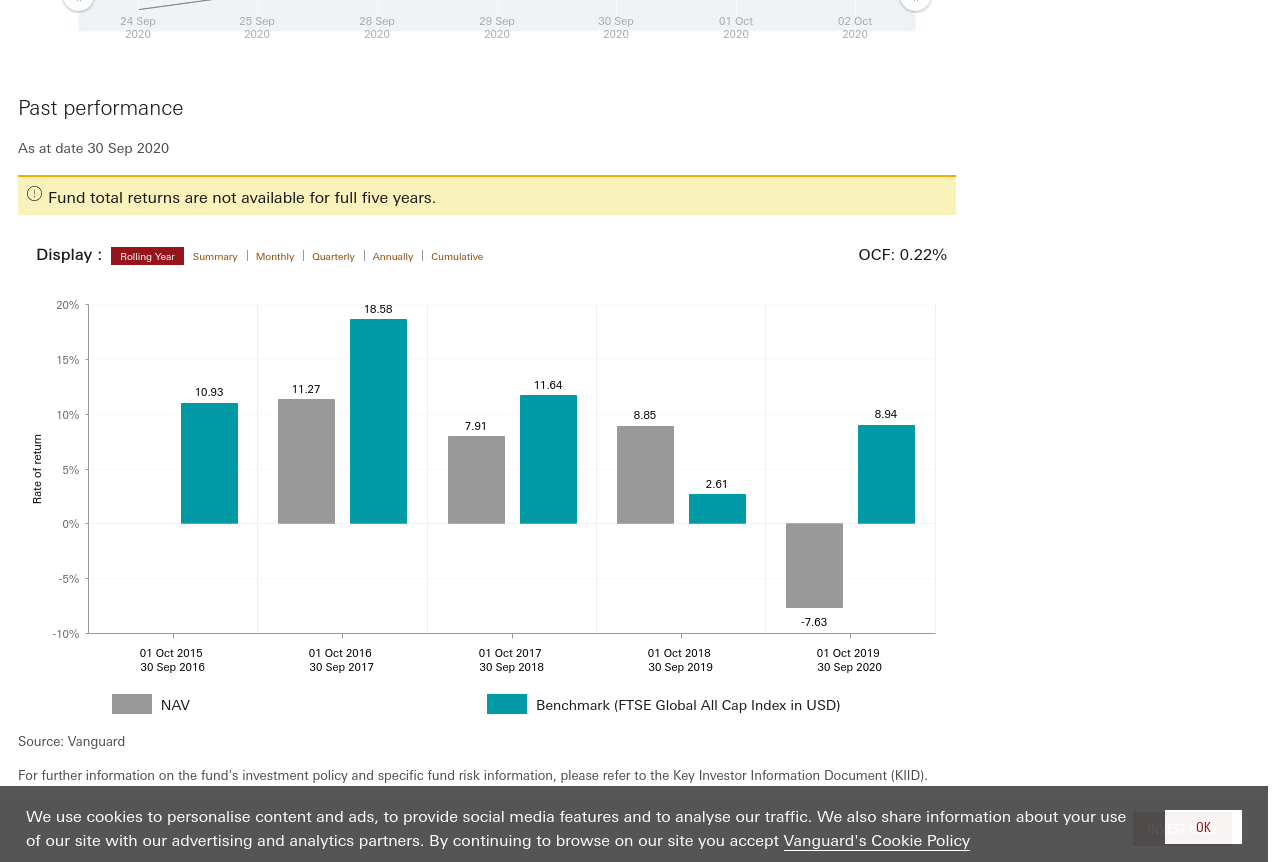 24 Sep 25 Sep 28 Sep 29 Sep 30 Sep 01 Oct 02 Oct
2020 2020 2020 2020 2020 2020 2020
Past performance
As at date 30 Sep 2020
Fund total returns are not available for full five years.
Display : Rolling Year Summary Monthly Quarterly Annually Cumulative OCF: 0.22%
20%
15%
10%
5%
0%
-5%
-10%
Rate of return
10.93
11.27
18.58
7.91
11.64
8.85
2.61
-7.63
8.94
01 Oct 2015 01 Oct 2016 01 Oct 2017 01 Oct 2018 01 Oct 2019
30 Sep 2016 30 Sep 2017 30 Sep 2018 30 Sep 2019 30 Sep 2020
NAV Benchmark (FTSE Global All Cap Index in USD)
Source: Vanguard
For further information on the fund's investment policy and specific fund risk information, please refer to the Key Investor Information Document (KIID).
We use cookies to personalise content and ads, to provide social media features and to analyse our traffic. We also share information about your use
of our site with our advertising and analytics partners. By continuing to browse on our site you accept Vanguard's Cookie Policy
OK